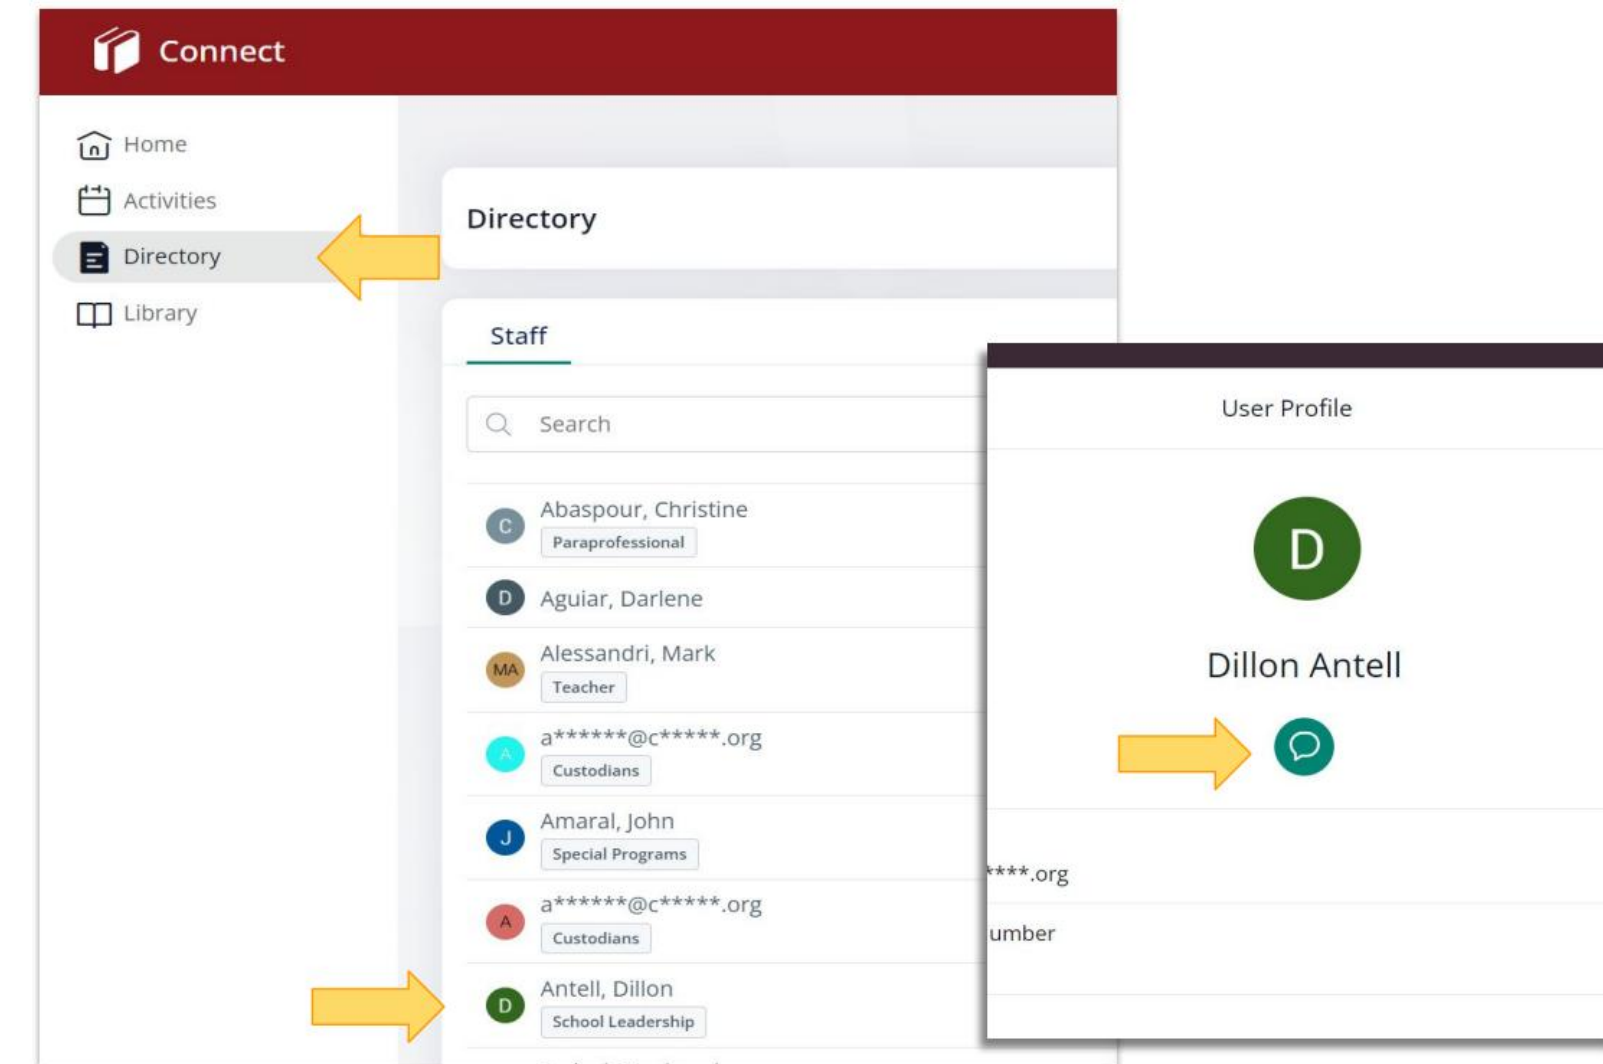 Connect
Home
Activities
Directory
Library
Directory
Staff
Search
C
Abaspour, Christine
Paraprofessional
D
Aguiar, Darlene
MA
Alessandri, Mark
Teacher
A
a******@c*****.org
Custodians
J
Amaral, John
Special Programs
A
a******@c*****.org
Custodians
D
Antell, Dillon
School Leadership
User Profile
D
Dillon Antell
****.org
umber